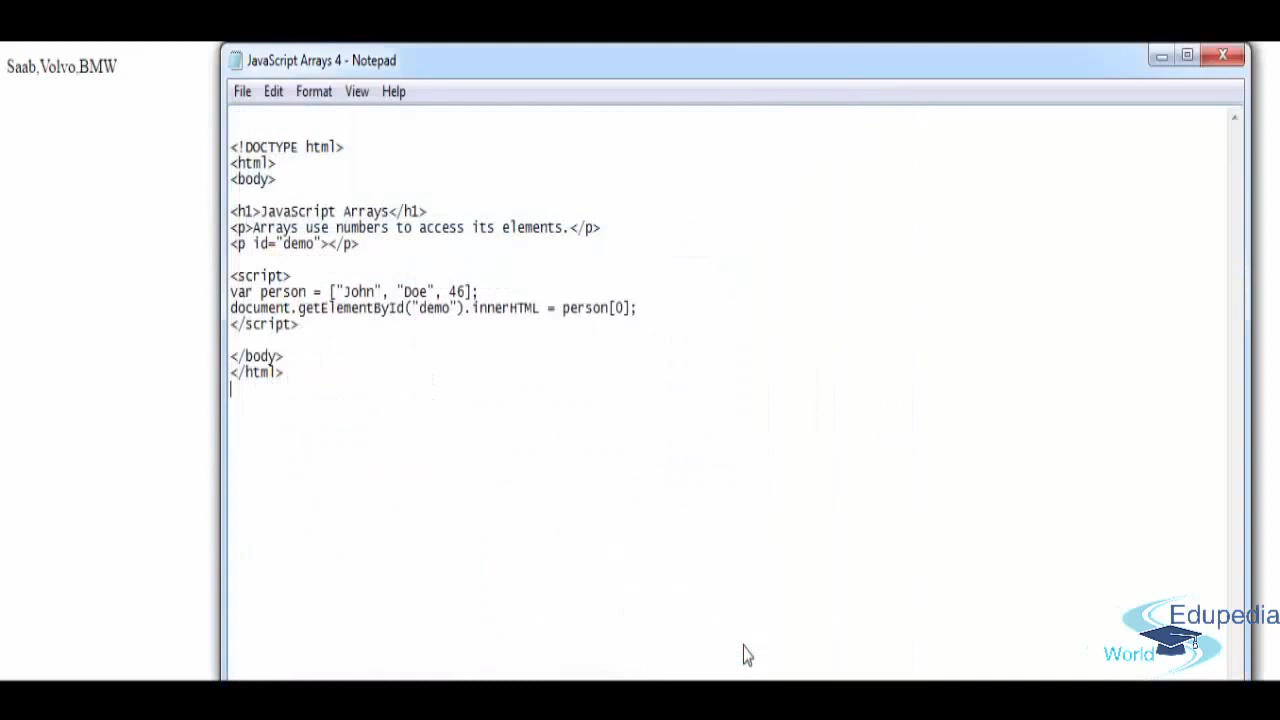 Saab,Volvo,BMW
JavaScript Arrays 4 - Notepad
File Edit Format View Help
<!DOCTYPE html>
<html>
<body>
<h1>JavaScript Arrays</h1>
<p>Arrays use numbers to access its elements.</p>
<p id="demo"></p>
<script>
var person = ["John", "Doe", 46];
document.getElementById("demo").innerHTML = person[0];
</script>
</body>
</html>
Edupedia
World